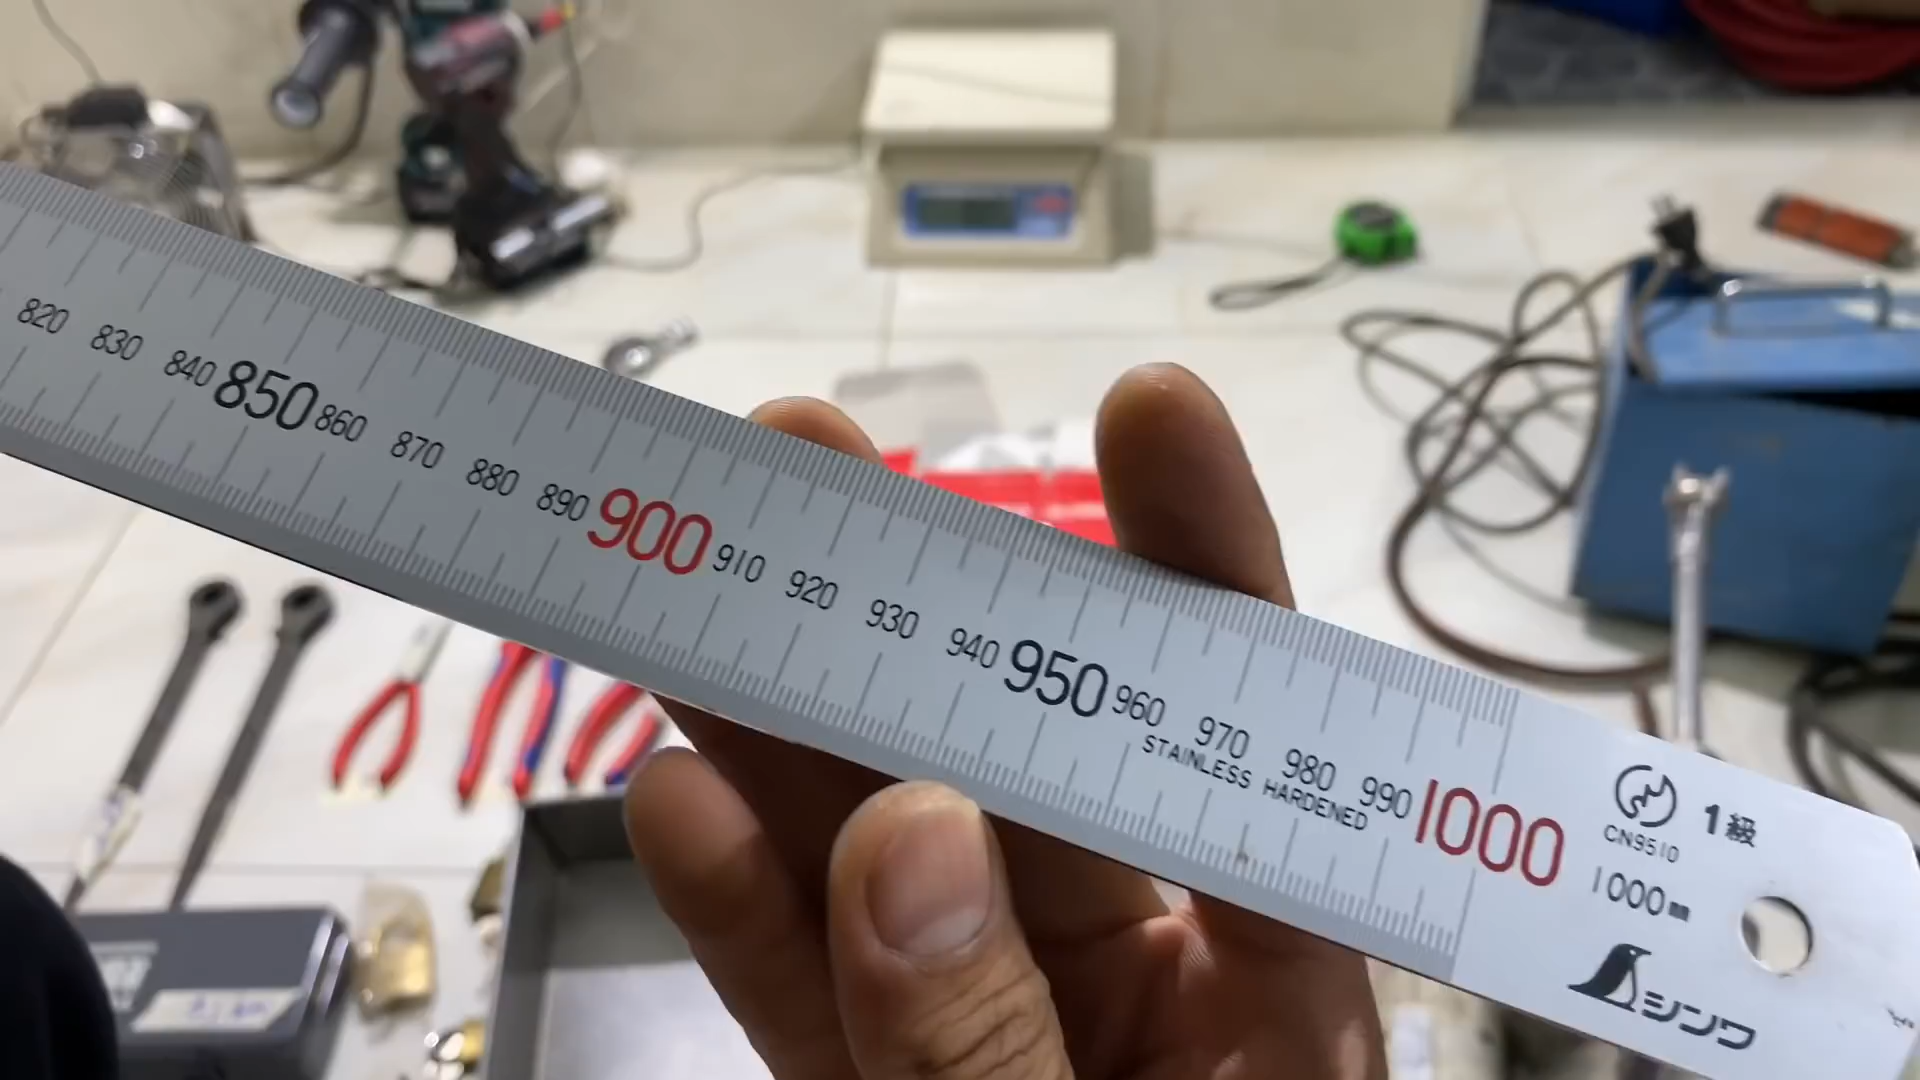 820 830 840 850 860 870 880 890 900 910 920 930 940 950 960 970 980 990 1000
STAINLESS HARDENED
CN9510
1級
1000㎜
シンワ